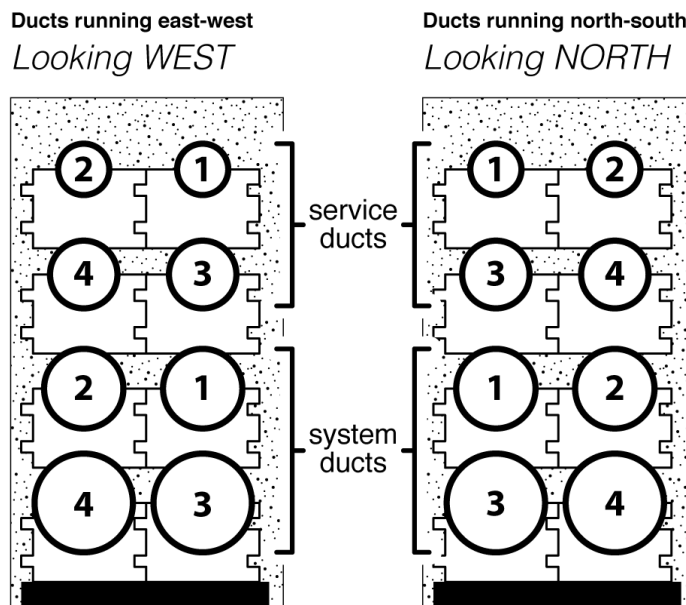 Ducts running east-west
Looking WEST
Ducts running north-south
Looking NORTH
2 1
1 2
service
ducts
4 3
3 4
2 1
1 2
system
ducts
4 3
3 4